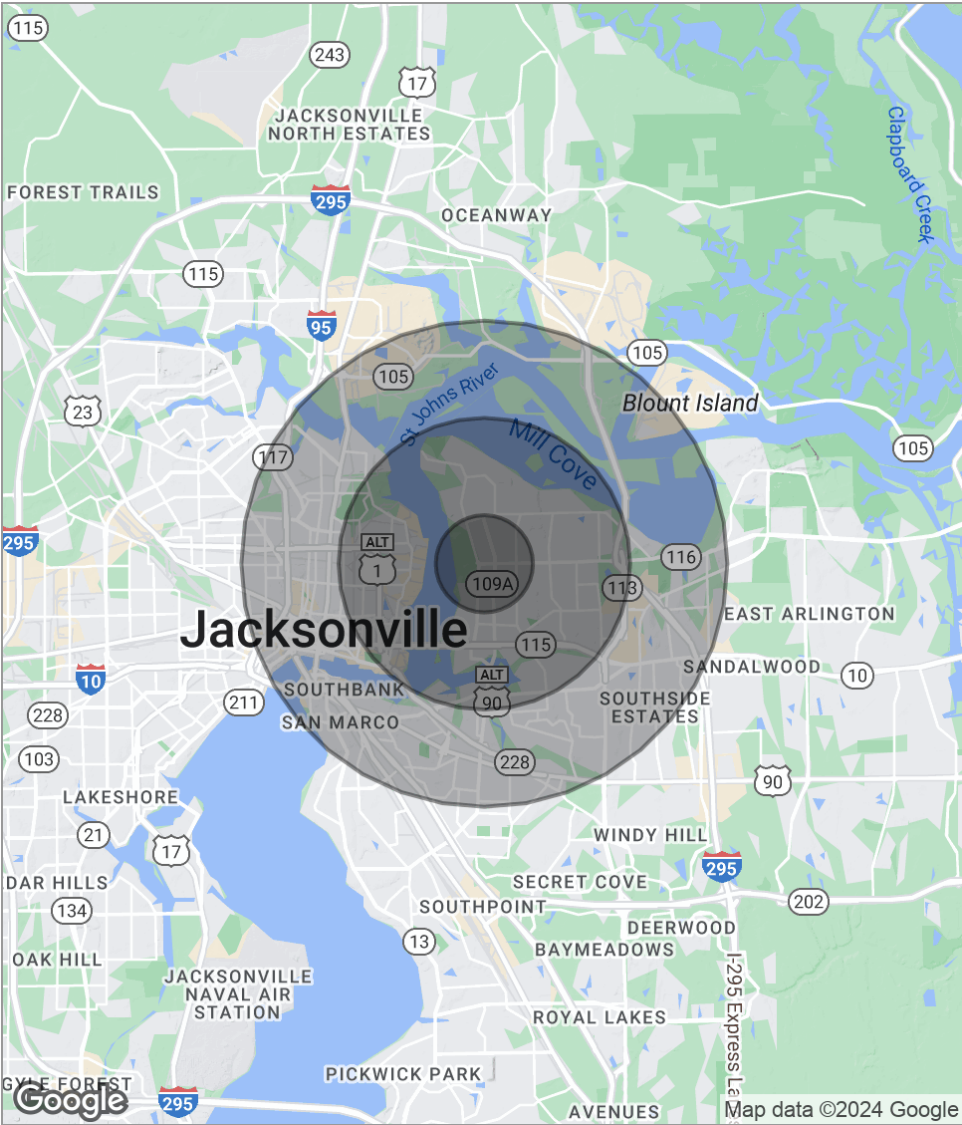 115
243
17
JACKSONVILLE
NORTH ESTATES
Clapboard Creek
FOREST TRAILS
295
OCEANWAY
115
95
105
105
St Johns River
23
Blount Island
Mill Cove
105
117
295
ALT
1
116
109A
113
EAST ARLINGTON
Jacksonville
115
SANDALWOOD
10
ALT
10
90
SOUTHBANK
211
228
SOUTHSIDE
ESTATES
SAN MARCO
103
228
90
LAKESHORE
21
17
WINDY HILL
295
DAR HILLS
SECRET COVE
134
SOUTHPOINT
202
DEERWOOD
13
BAYMEADOWS
OAK HILL
JACKSONVILLE
NAVAL AIR
STATION
I-295 Express La
ROYAL LAKES
PICKWICK PARK
GYLE FOREST
Google
295
AVENUES
Map data ©2024 Google